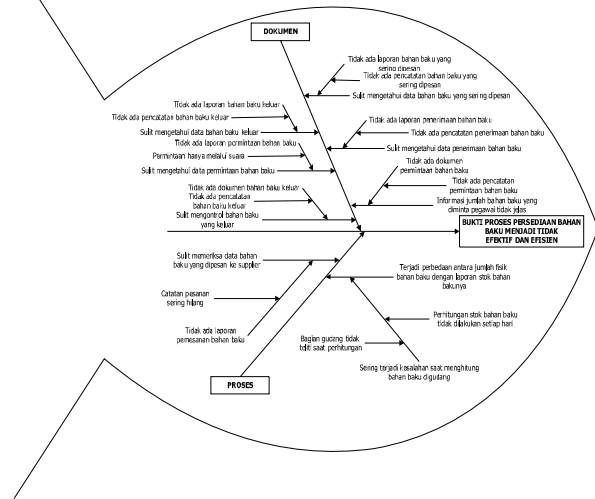 DOKUMEN
Tidak ada laporan bahan baku yang
sering dipesan
Tidak ada pencatatan bahan baku yang
sering dipesan
Sulit mengetahui data bahan baku yang sering dipesan
Tidak ada laporan bahan baku keluar
Tidak ada pencatatan bahan baku keluar
Sulit mengetahui data bahan baku keluar
Tidak ada laporan permintaan bahan baku
Permintaan hanya melalui suara
Sulit mengetahui data permintaan bahan baku
Tidak ada laporan penerimaan bahan baku
Tidak ada pencatatan penerimaan bahan baku
Sulit mengetahui data penerimaan bahan baku
Tidak ada dokumen
permintaan bahan baku
Tidak ada pencatatan
permintaan bahan baku
Informasi jumlah bahan baku yang
diminta pegawai tidak jelas
Tidak ada dokumen bahan baku keluar
Tidak ada pencatatan
bahan baku keluar
Sulit mengontrol bahan baku
yang keluar
BUKTI PROSES PERSEDIAAN BAHAN
BAKU MENJADI TIDAK
EFEKTIF DAN EFISIEN
Sulit memeriksa data bahan
baku yang dipesan ke supplier
Catatan pesanan
sering hilang
Tidak ada laporan
pemesanan bahan baku
Terjadi perbedaan antara jumlah fisik
bahan baku dengan laporan stok bahan
bakunya
Perhitungan stok bahan baku
tidak dilakukan setiap hari
Bagian gudang tidak
teliti saat perhitungan
Sering terjadi kesalahan saat menghitung
bahan baku digudang
PROSES